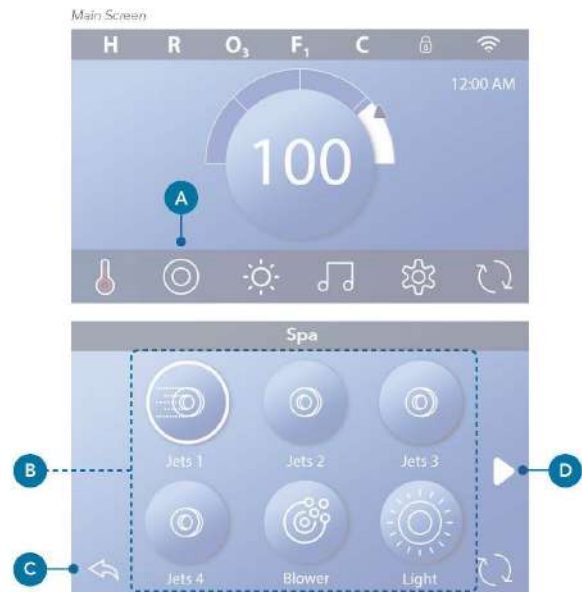 Main Screen
H R O₃ F₁ C
12:00 AM
100
A
Spa
Jets 1 Jets 2 Jets 3
B D
Jets 4 Blower Light
C